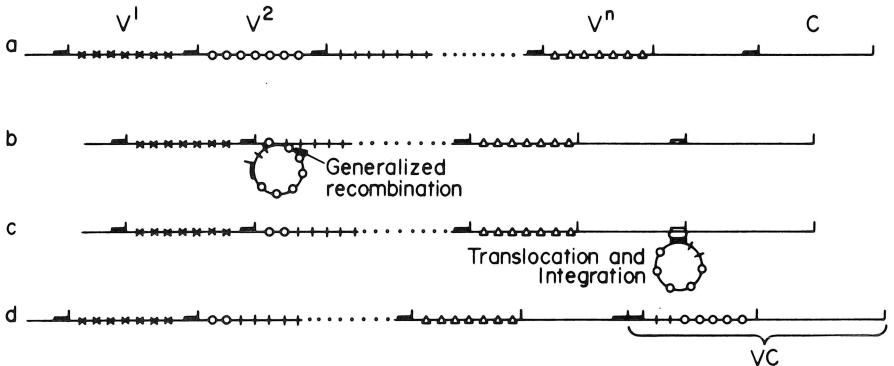 V¹ V² Vⁿ C
a
b
Generalized
recombination
c
Translocation and
Integration
d
VC